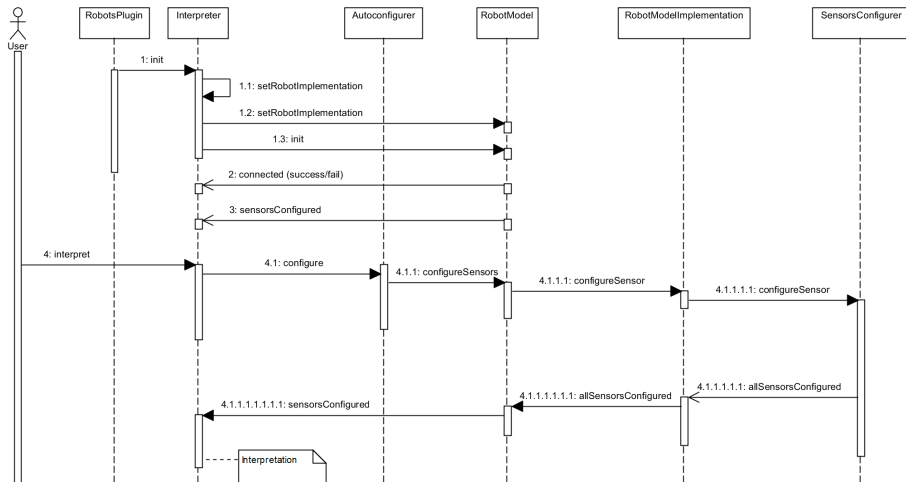 RobotsPlugin
Interpreter
Autoconfigurer
RobotModel
RobotModelImplementation
SensorsConfigurer
User
1: init
1.1: setRobotImplementation
1.2: setRobotImplementation
1.3: init
2: connected (success/fail)
3: sensorsConfigured
4: interpret
4.1: configure
4.1.1: configureSensors
4.1.1.1: configureSensor
4.1.1.1.1: configureSensor
4.1.1.1.1.1: allSensorsConfigured
4.1.1.1.1.1.1: allSensorsConfigured
4.1.1.1.1.1.1.1: sensorsConfigured
Interpretation